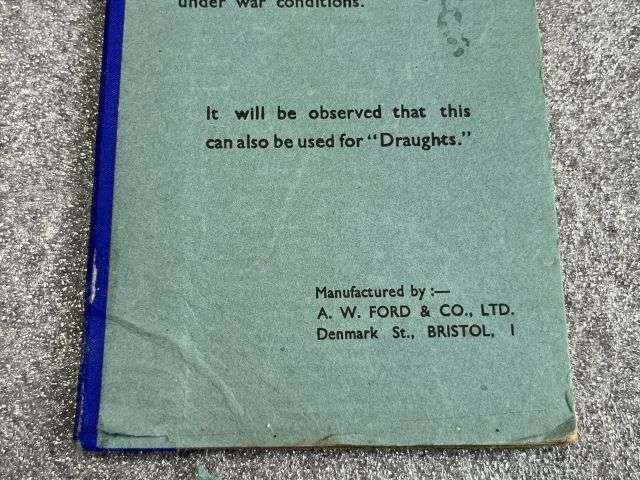 under war conditions.
It will be observed that this
can also be used for "Draughts."
Manufactured by :—
A. W. FORD & CO., LTD.
Denmark St., BRISTOL, 1